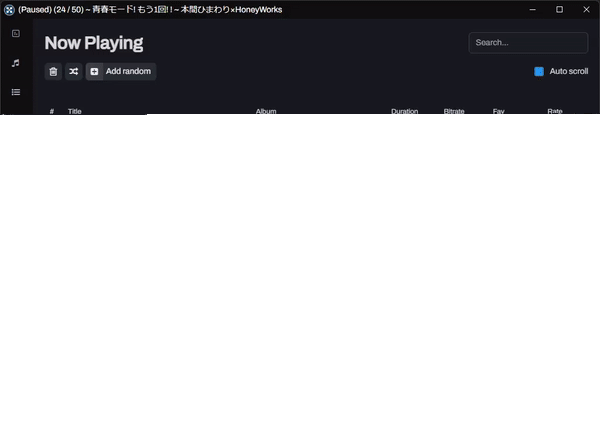 (Paused) (24 / 50) ~ 青春モード! もう1回! ! ~ 本間ひまわり×HoneyWorks
Now Playing
Search...
Add random
Auto scroll
# Title Album Duration Bitrate Fav Rate